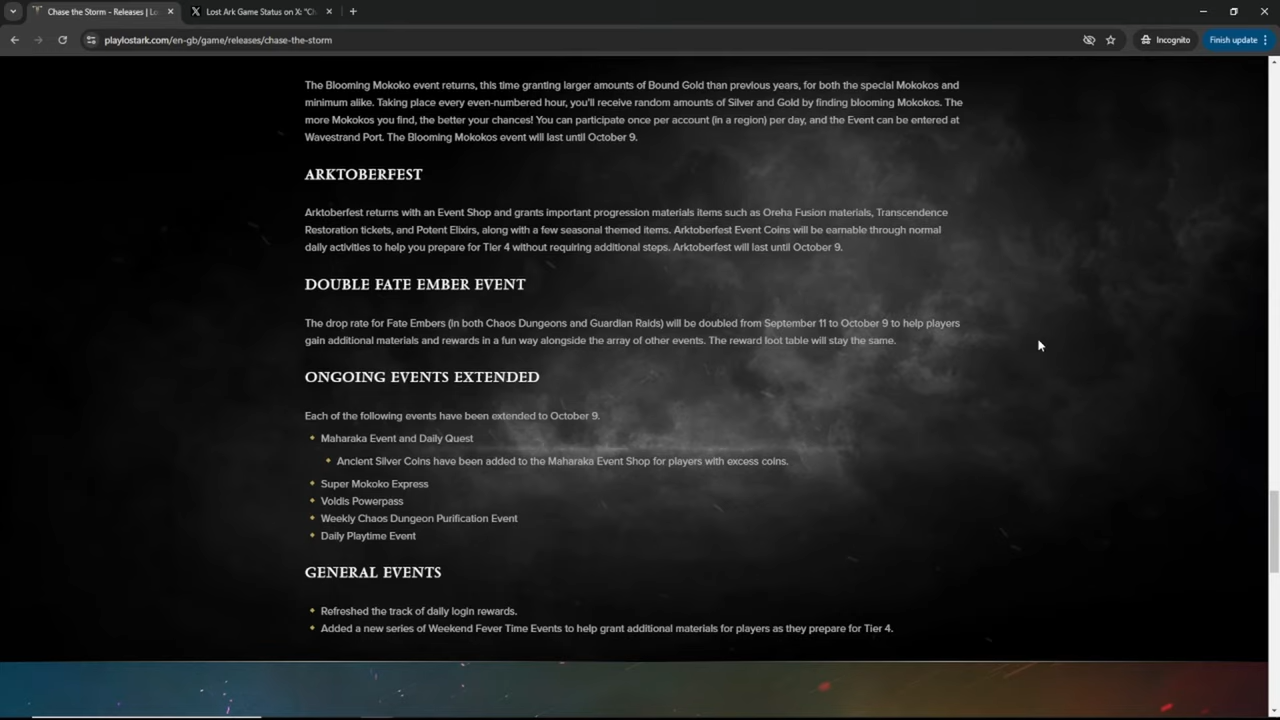 Chase the Storm - Releases | Lo
Lost Ark Game Status on X: "Ch
playlostark.com/en-gb/game/releases/chase-the-storm
Incognito
Finish update
The Blooming Mokoko event returns, this time granting larger amounts of Bound Gold than previous years, for both the special Mokokos and
minimum alike. Taking place every even-numbered hour, you'll receive random amounts of Silver and Gold by finding blooming Mokokos. The
more Mokokos you find, the better your chances! You can participate once per account (in a region) per day, and the Event can be entered at
Wavestrand Port. The Blooming Mokokos event will last until October 9.
ARKTOBERFEST
Arktoberfest returns with an Event Shop and grants important progression materials items such as Oreha Fusion materials, Transcendence
Restoration tickets, and Potent Elixirs, along with a few seasonal themed items. Arktoberfest Event Coins will be earnable through normal
daily activities to help you prepare for Tier 4 without requiring additional steps. Arktoberfest will last until October 9.
DOUBLE FATE EMBER EVENT
The drop rate for Fate Embers (in both Chaos Dungeons and Guardian Raids) will be doubled from September 11 to October 9 to help players
gain additional materials and rewards in a fun way alongside the array of other events. The reward loot table will stay the same.
ONGOING EVENTS EXTENDED
Each of the following events have been extended to October 9.
Maharaka Event and Daily Quest
Ancient Silver Coins have been added to the Maharaka Event Shop for players with excess coins.
Super Mokoko Express
Voldis Powerpass
Weekly Chaos Dungeon Purification Event
Daily Playtime Event
GENERAL EVENTS
Refreshed the track of daily login rewards.
Added a new series of Weekend Fever Time Events to help grant additional materials for players as they prepare for Tier 4.